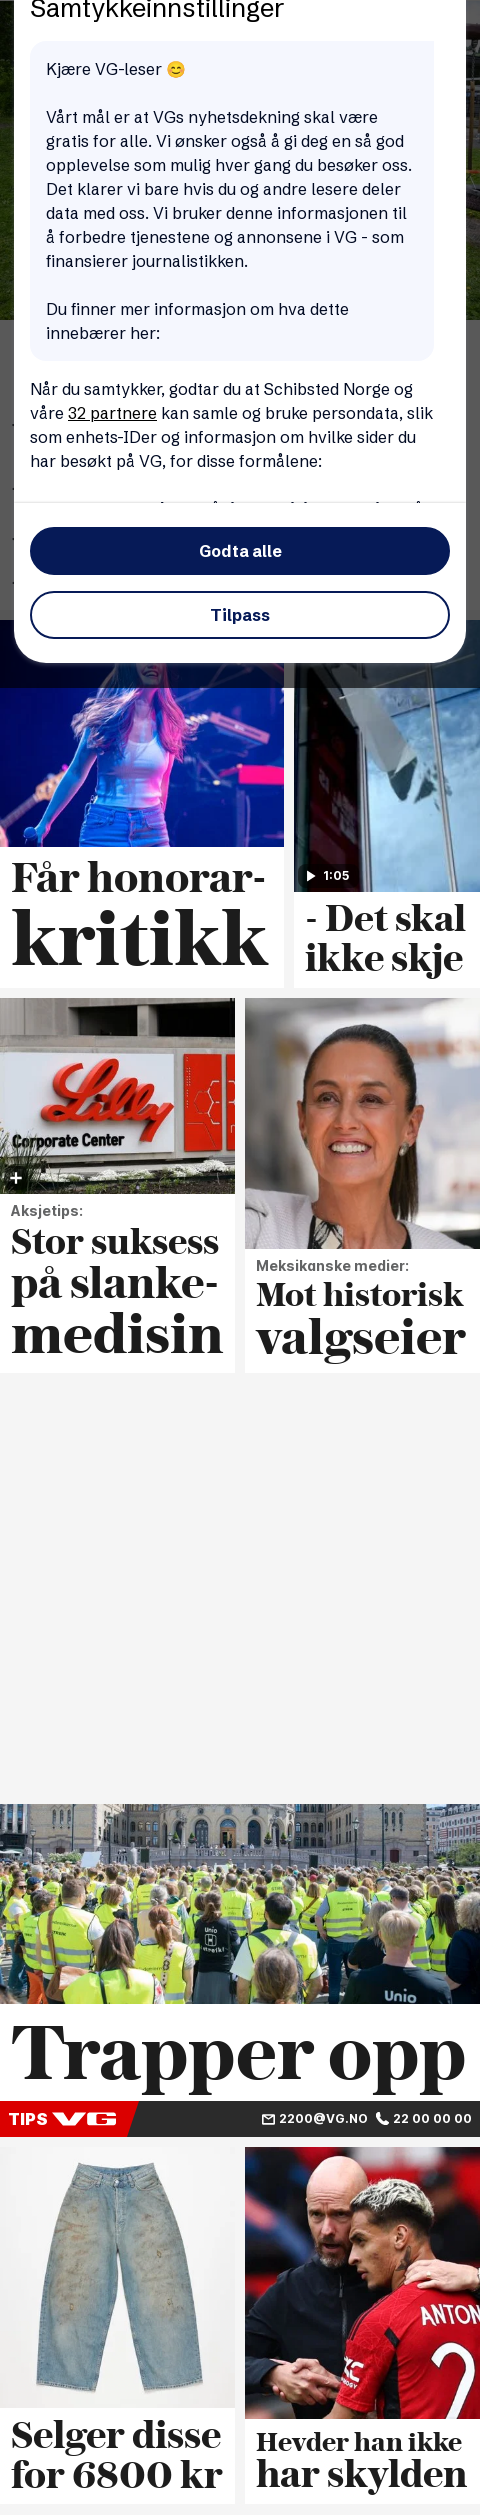 Samtykkeinnstillinger
Kjære VG-leser 😊
Vårt mål er at VGs nyhetsdekning skal være
gratis for alle. Vi ønsker også å gi deg en så god
opplevelse som mulig hver gang du besøker oss.
Det klarer vi bare hvis du og andre lesere deler
data med oss. Vi bruker denne informasjonen til
å forbedre tjenestene og annonsene i VG - som
finansierer journalistikken.
Du finner mer informasjon om hva dette
innebærer her:
Når du samtykker, godtar du at Schibsted Norge og
våre 32 partnere kan samle og bruke persondata, slik
som enhets-IDer og informasjon om hvilke sider du
har besøkt på VG, for disse formålene:
Godta alle
Tilpass
Får honorar-
kritikk
1:05
- Det skal
ikke skje
Lilly
Corporate Center
Aksjetips:
Stor suksess
på slanke-
medisin
Meksikanske medier:
Mot historisk
valgseier
unio
Unio
Trapper opp
TIPS VG
2200@VG.NO 22 00 00 00
Selger disse
for 6800 kr
ANTON
Hevder han ikke
har skylden